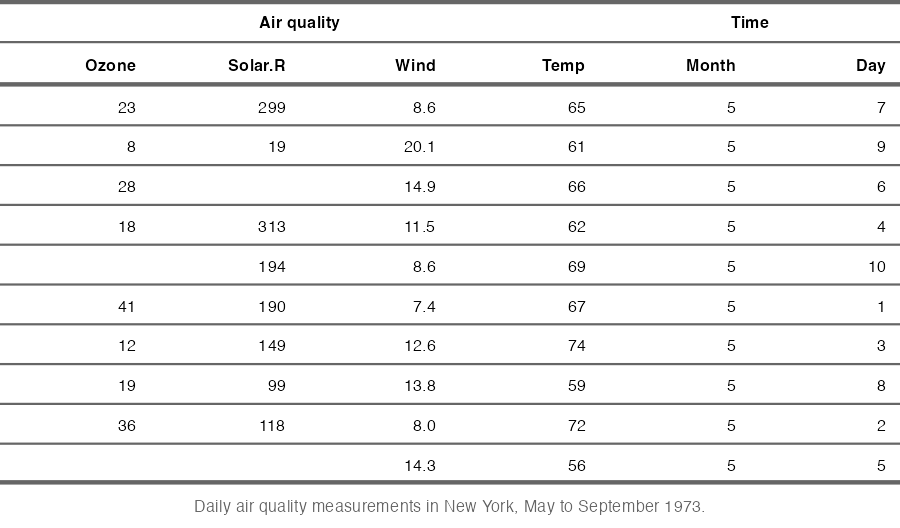 Air quality Time
Ozone Solar.R Wind Temp Month Day
23 299 8.6 65 5 7
8 19 20.1 61 5 9
28 14.9 66 5 6
18 313 11.5 62 5 4
194 8.6 69 5 10
41 190 7.4 67 5 1
12 149 12.6 74 5 3
19 99 13.8 59 5 8
36 118 8.0 72 5 2
14.3 56 5 5
Daily air quality measurements in New York, May to September 1973.